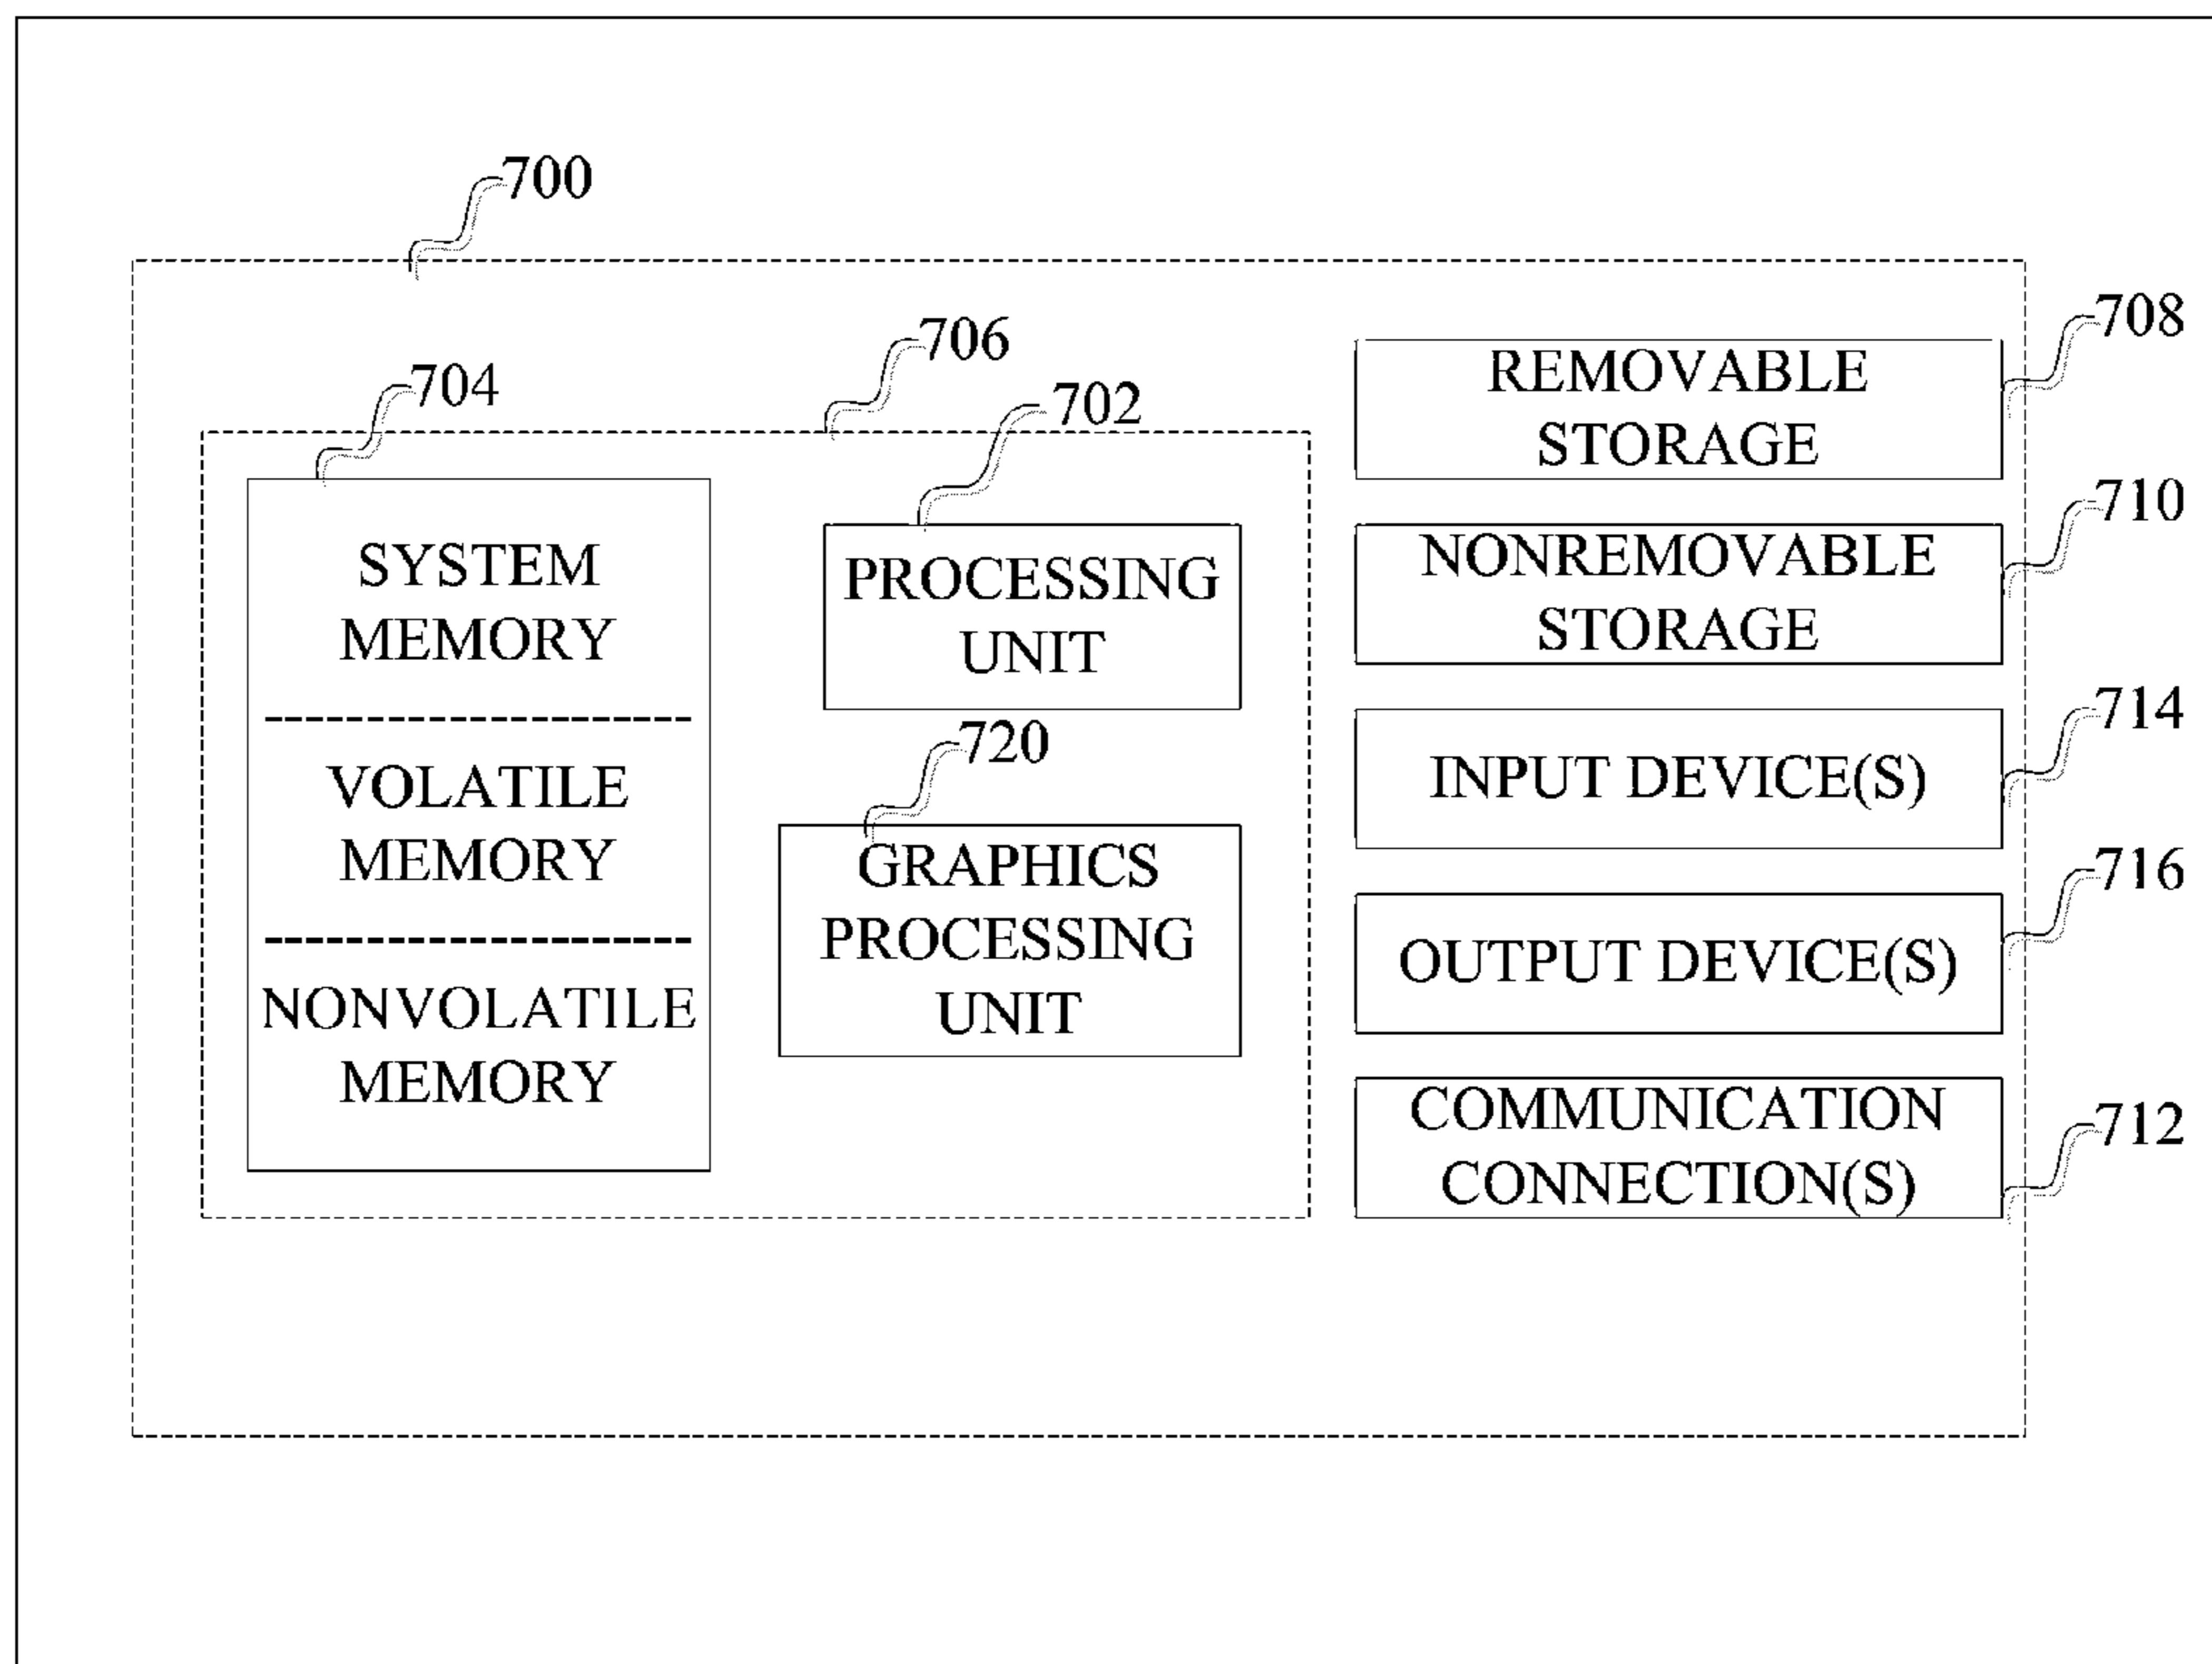 700
706
704
702
708
SYSTEM
MEMORY
VOLATILE
MEMORY
NONVOLATILE
MEMORY
PROCESSING
UNIT
720
GRAPHICS
PROCESSING
UNIT
REMOVABLE
STORAGE
710
NONREMOVABLE
STORAGE
714
INPUT DEVICE(S)
716
OUTPUT DEVICE(S)
712
COMMUNICATION
CONNECTION(S)